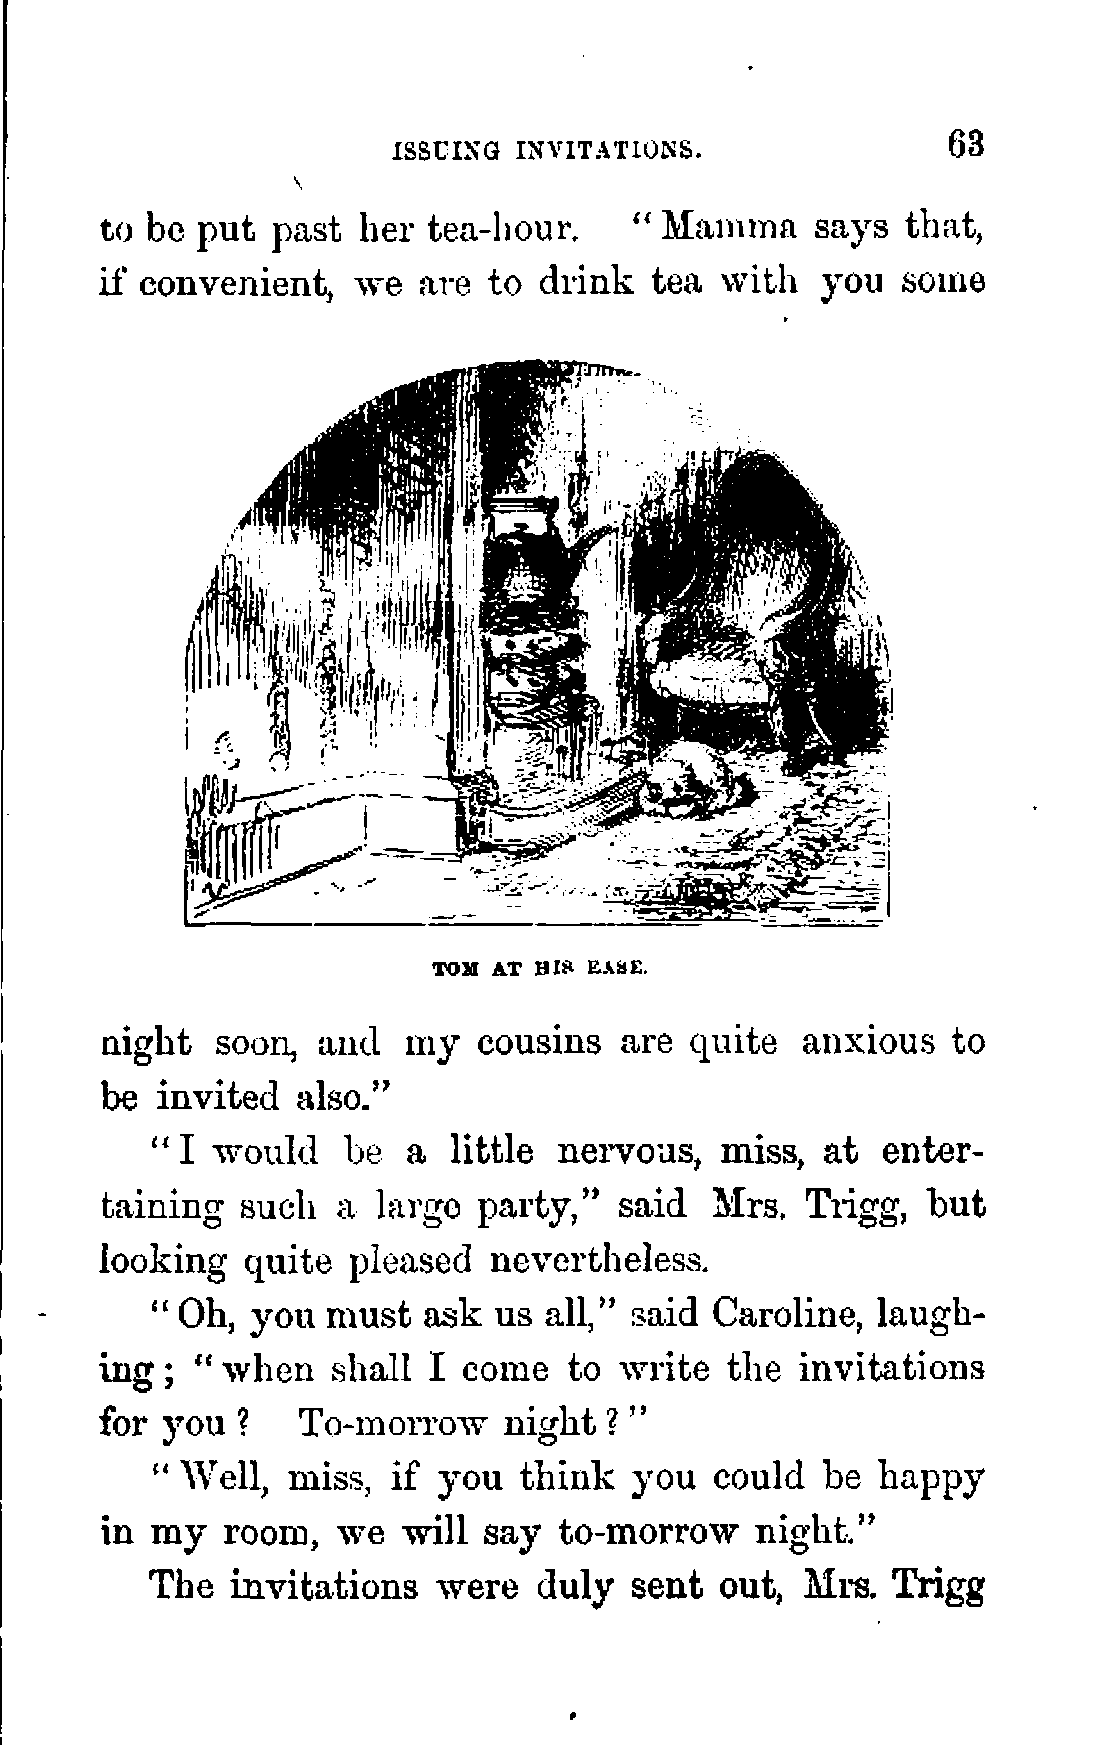 ISSUING INVITATIONS. 63
to be put past her tea-hour. “Mamma says that,
if convenient, we are to drink tea with you some
TOM AT HIS EASE.
night soon, and my cousins are quite anxious to
be invited also.”
“I would be a little nervous, miss, at enter-
taining such a large party,” said Mrs. Trigg, but
looking quite pleased nevertheless.
“Oh, you must ask us all,” said Caroline, laugh-
ing; “when shall I come to write the invitations
for you? To-morrow night?”
“Well, miss, if you think you could be happy
in my room, we will say to-morrow night.”
The invitations were duly sent out, Mrs. Trigg